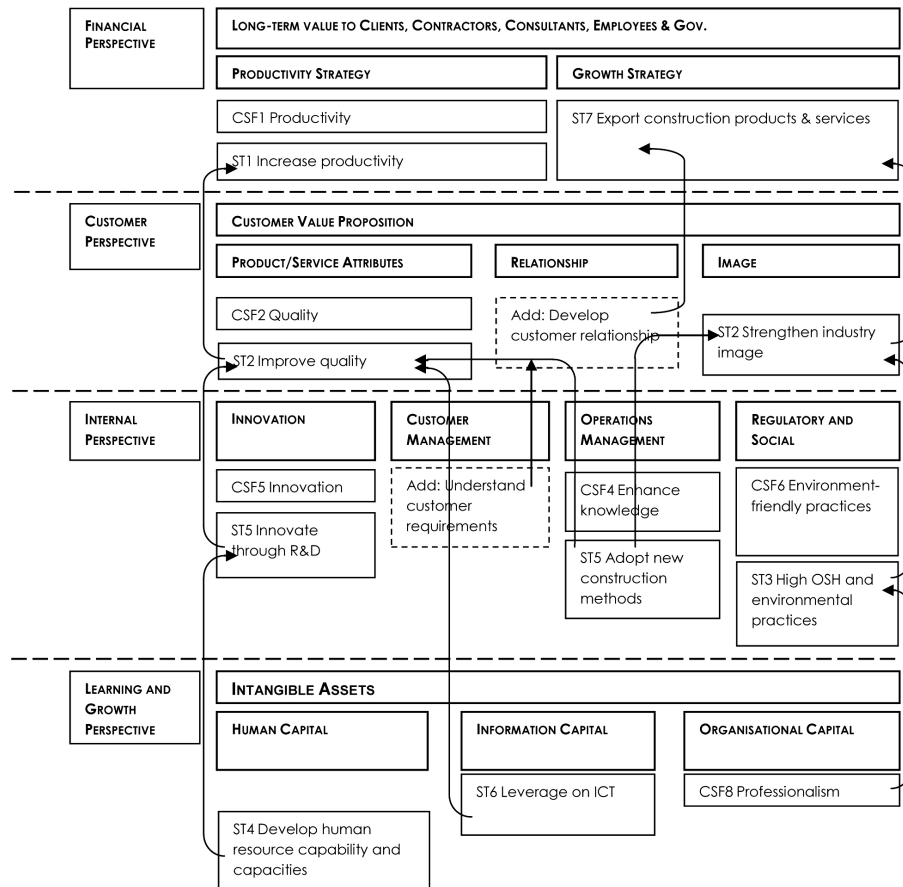 FINANCIAL
PERSPECTIVE
LONG-TERM VALUE TO CLIENTS, CONTRACTORS, CONSULTANTS, EMPLOYEES & GOV.
PRODUCTIVITY STRATEGY
GROWTH STRATEGY
CSF1 Productivity
ST7 Export construction products & services
ST1 Increase productivity
CUSTOMER
PERSPECTIVE
CUSTOMER VALUE PROPOSITION
PRODUCT/SERVICE ATTRIBUTES
RELATIONSHIP
IMAGE
CSF2 Quality
Add: Develop
customer relationship
ST2 Strengthen industry
image
ST2 Improve quality
INTERNAL
PERSPECTIVE
INNOVATION
CUSTOMER
MANAGEMENT
OPERATIONS
MANAGEMENT
REGULATORY AND
SOCIAL
CSF5 Innovation
Add: Understand
customer
requirements
CSF4 Enhance
knowledge
CSF6 Environment-
friendly practices
ST5 Innovate
through R&D
ST5 Adopt new
construction
methods
ST3 High OSH and
environmental
practices
LEARNING AND
GROWTH
PERSPECTIVE
INTANGIBLE ASSETS
HUMAN CAPITAL
INFORMATION CAPITAL
ORGANISATIONAL CAPITAL
ST6 Leverage on ICT
CSF8 Professionalism
ST4 Develop human
resource capability and
capacities